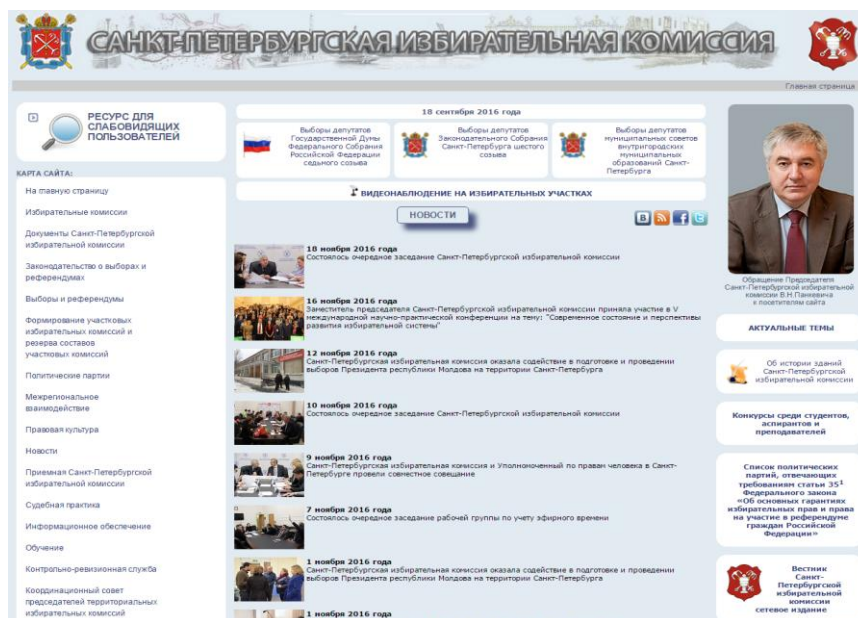 САНКТ-ПЕТЕРБУРГСКАЯ ИЗБИРАТЕЛЬНАЯ КОМИССИЯ
Главная страница
РЕСУРС ДЛЯ
СЛАБОВИДЯЩИХ
ПОЛЬЗОВАТЕЛЕЙ
КАРТА САЙТА:
На главную страницу
Избирательные комиссии
Документы Санкт-Петербургской
избирательной комиссии
Законодательство о выборах и
референдумах
Выборы и референдумы
Формирование участковых
избирательных комиссий и
резерва составов
участковых комиссий
Политические партии
Межрегиональное
взаимодействие
Правовая культура
Новости
Приемная Санкт-Петербургской
избирательной комиссии
Судебная практика
Информационное обеспечение
Обучение
Контрольно-ревизионная служба
Координационный совет
председателей территориальных
избирательных комиссий
18 сентября 2016 года
Выборы депутатов
Государственной Думы
Федерального Собрания
Российской Федерации
седьмого созыва
Выборы депутатов
Законодательного Собрания
Санкт-Петербурга шестого
созыва
Выборы депутатов
муниципальных советов
внутригородских
муниципальных
образований Санкт-
Петербурга
ВИДЕОНАБЛЮДЕНИЕ НА ИЗБИРАТЕЛЬНЫХ УЧАСТКАХ
НОВОСТИ
18 ноября 2016 года
Состоялось очередное заседание Санкт-Петербургской избирательной комиссии
16 ноября 2016 года
Заместитель председателя Санкт-Петербургской избирательной комиссии приняла участие в V
международной научно-практической конференции на тему: "Современное состояние и перспективы
развития избирательной системы"
12 ноября 2016 года
Санкт-Петербургская избирательная комиссия оказала содействие в подготовке и проведении
выборов Президента республики Молдова на территории Санкт-Петербурга
10 ноября 2016 года
Состоялось очередное заседание Санкт-Петербургской избирательной комиссии
9 ноября 2016 года
Санкт-Петербургская избирательная комиссия и Уполномоченный по правам человека в Санкт-
Петербурге провели совместное совещание
7 ноября 2016 года
Состоялось очередное заседание рабочей группы по учету эфирного времени
1 ноября 2016 года
Санкт-Петербургская избирательная комиссия оказала содействие в подготовке и проведении
выборов Президента республики Молдова на территории Санкт-Петербурга
1 ноября 2016 года
Обращение Председателя
Санкт-Петербургской избирательной
комиссии В.Н.Панкевича
к посетителям сайта
АКТУАЛЬНЫЕ ТЕМЫ
Об истории зданий
Санкт-Петербургской
избирательной комиссии
Конкурсы среди студентов,
аспирантов и
преподавателей
Список политических
партий, отвечающих
требованиям статьи 35¹
Федерального закона
«Об основных гарантиях
избирательных прав и права
на участие в референдуме
граждан Российской
Федерации»
Вестник
Санкт-
Петербургской
избирательной
комиссии
сетевое издание